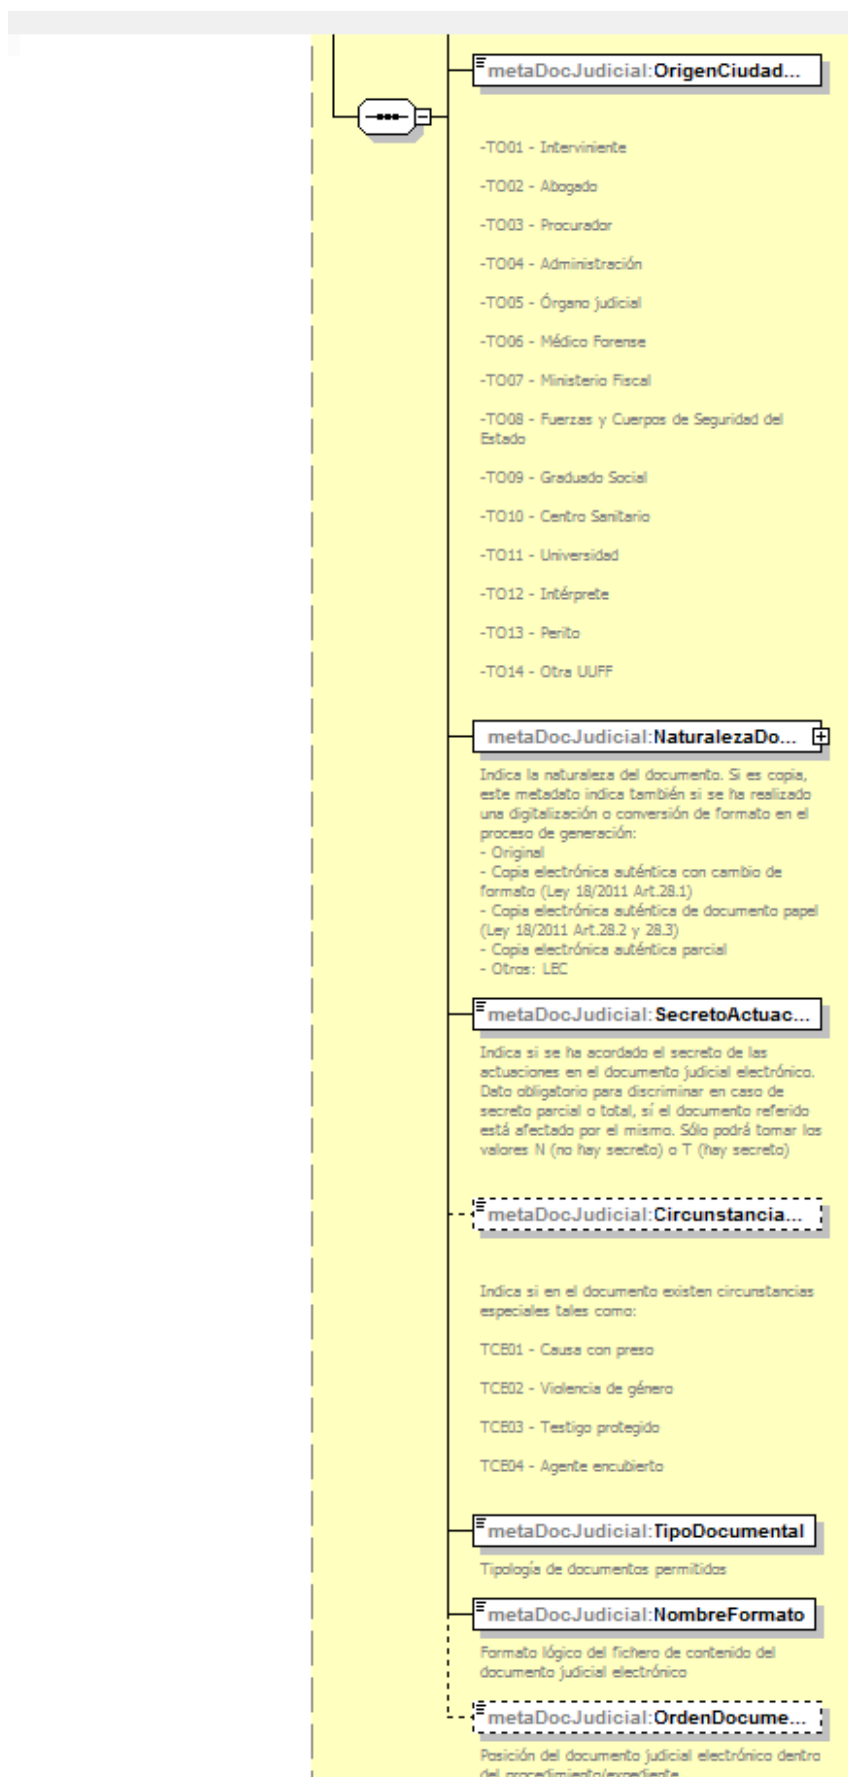 metaDocJudicial:OrigenCiudad...
-TO01 - Interviniente
-TO02 - Abogado
-TO03 - Procurador
-TO04 - Administración
-TO05 - Órgano judicial
-TO06 - Médico Forense
-TO07 - Ministerio Fiscal
-TO08 - Fuerzas y Cuerpos de Seguridad del
Estado
-TO09 - Graduado Social
-TO10 - Centro Sanitario
-TO11 - Universidad
-TO12 - Intérprete
-TO13 - Perito
-TO14 - Otra UUFF
metaDocJudicial:NaturalezaDo...
Indica la naturaleza del documento. Si es copia,
este metadato indica también si se ha realizado
una digitalización o conversión de formato en el
proceso de generación:
- Original
- Copia electrónica auténtica con cambio de
formato (Ley 18/2011 Art.28.1)
- Copia electrónica auténtica de documento papel
(Ley 18/2011 Art.28.2 y 28.3)
- Copia electrónica auténtica parcial
- Otros: LEC
metaDocJudicial:SecretoActuac...
Indica si se ha acordado el secreto de las
actuaciones en el documento judicial electrónico.
Dato obligatorio para discriminar en caso de
secreto parcial o total, sí el documento referido
está afectado por el mismo. Sólo podrá tomar los
valores N (no hay secreto) o T (hay secreto)
metaDocJudicial:Circunstancia...
Indica si en el documento existen circunstancias
especiales tales como:
TCE01 - Causa con preso
TCE02 - Violencia de género
TCE03 - Testigo protegido
TCE04 - Agente encubierto
metaDocJudicial:TipoDocumental
Tipología de documentos permitidos
metaDocJudicial:NombreFormato
Formato lógico del fichero de contenido del
documento judicial electrónico
metaDocJudicial:OrdenDocume...
Posición del documento judicial electrónico dentro
del procedimiento/expediente